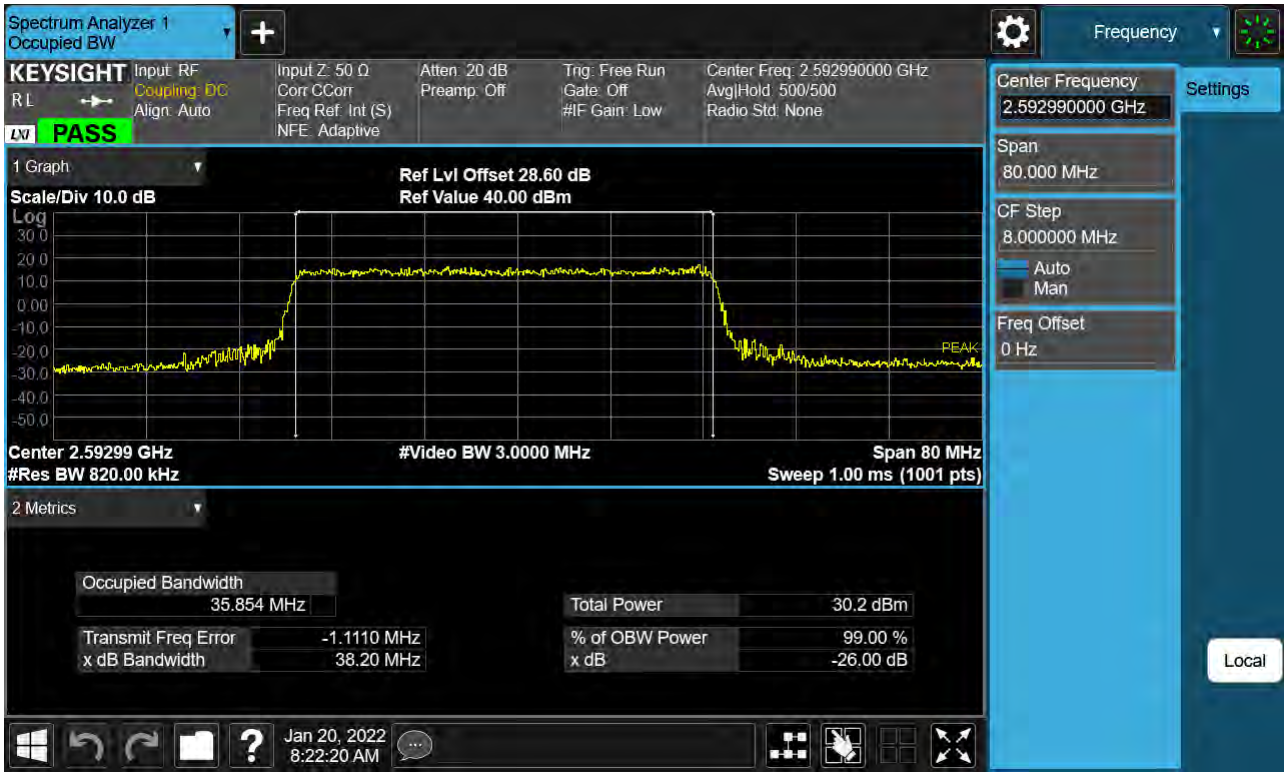 Spectrum Analyzer 1
Occupied BW
+
Frequency
KEYSIGHT
R L
LXI
PASS
Input: RF
Coupling: DC
Align: Auto
Input Z: 50 Ω
Corr CCorr
Freq Ref: Int (S)
NFE: Adaptive
Atten: 20 dB
Preamp: Off
Trig: Free Run
Gate: Off
#IF Gain: Low
Center Freq: 2.592990000 GHz
Avg|Hold: 500/500
Radio Std: None
Center Frequency
2.592990000 GHz
Settings
Span
80.000 MHz
CF Step
8.000000 MHz
Auto
Man
Freq Offset
0 Hz
1 Graph
Scale/Div 10.0 dB
Ref Lvl Offset 28.60 dB
Ref Value 40.00 dBm
Log
30.0
20.0
10.0
0.00
-10.0
-20.0
-30.0
-40.0
-50.0
PEAK
Center 2.59299 GHz
#Video BW 3.0000 MHz
Span 80 MHz
#Res BW 820.00 kHz
Sweep 1.00 ms (1001 pts)
2 Metrics
Occupied Bandwidth
35.854 MHz
Total Power 30.2 dBm
Transmit Freq Error -1.1110 MHz
% of OBW Power 99.00 %
x dB Bandwidth 38.20 MHz
x dB -26.00 dB
Local
?
Jan 20, 2022
8:22:20 AM